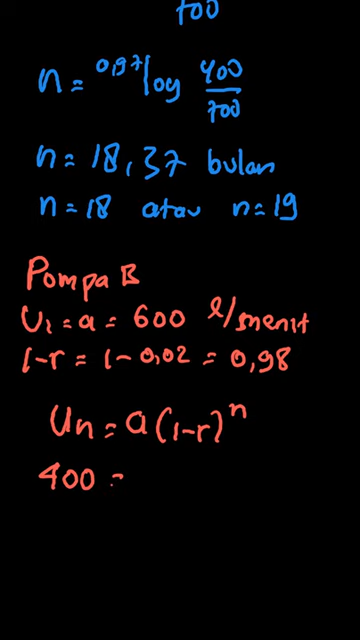 700
n = ⁰'⁹⁷log 400/700
n = 18,37 bulan
n = 18 atau n = 19
Pompa B
U₁ = a = 600 l/menit
1-r = 1-0,02 = 0,98
Un = a(1-r)ⁿ
400 =